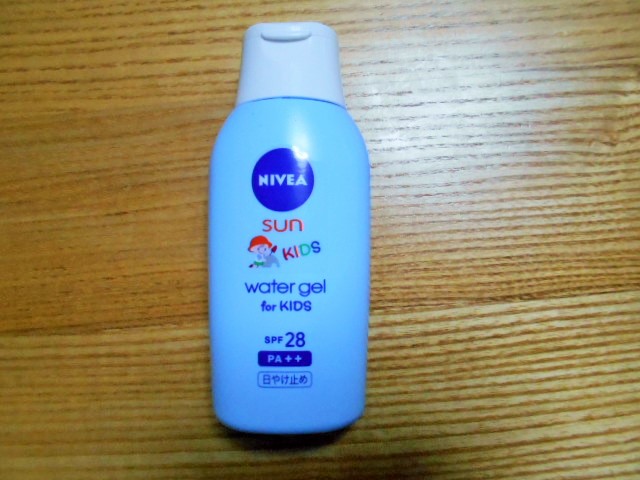 NIVEA
sun
KIDS
water gel
for KIDS
SPF 28
PA++
日やけ止め